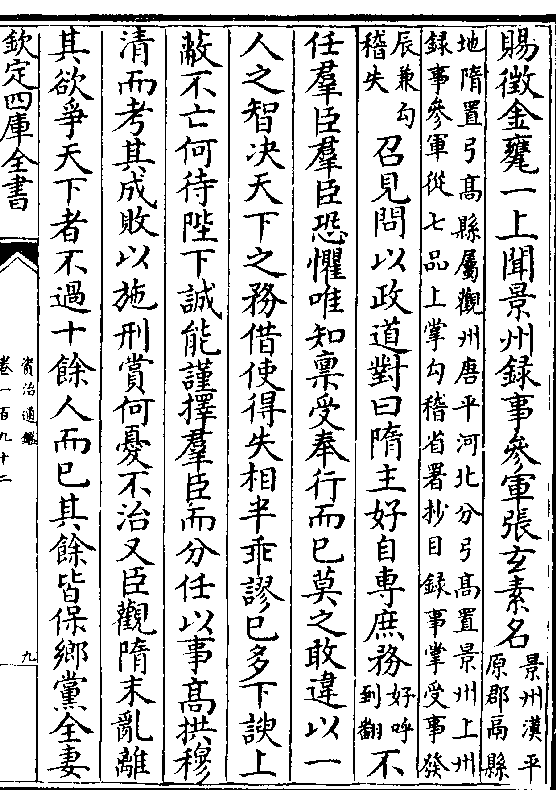 賜徵金甕一上聞景州録事參軍張玄素名景州漢平
原郡鬲縣
地隋置弓髙縣屬觀州唐平河北分弓髙置景州上州
録事參軍從七品上掌勾稽省署抄目録事掌受事發
辰兼勾
稽失
召見問以政道對曰隋主好自專庶務好呼
到翻
不
任羣臣羣臣恐懼唯知稟受奉行而已莫之敢違以一
人之智决天下之務借使得失相半乖謬已多下諛上
蔽不亡何待陛下誠能謹擇羣臣而分任以事髙拱穆
清而考其成敗以施刑賞何憂不治又臣觀隋末亂離
其欲爭天下者不過十餘人而已其餘皆保鄉黨全妻
欽定四庫全書
資治通鑑
卷一百九十二
九